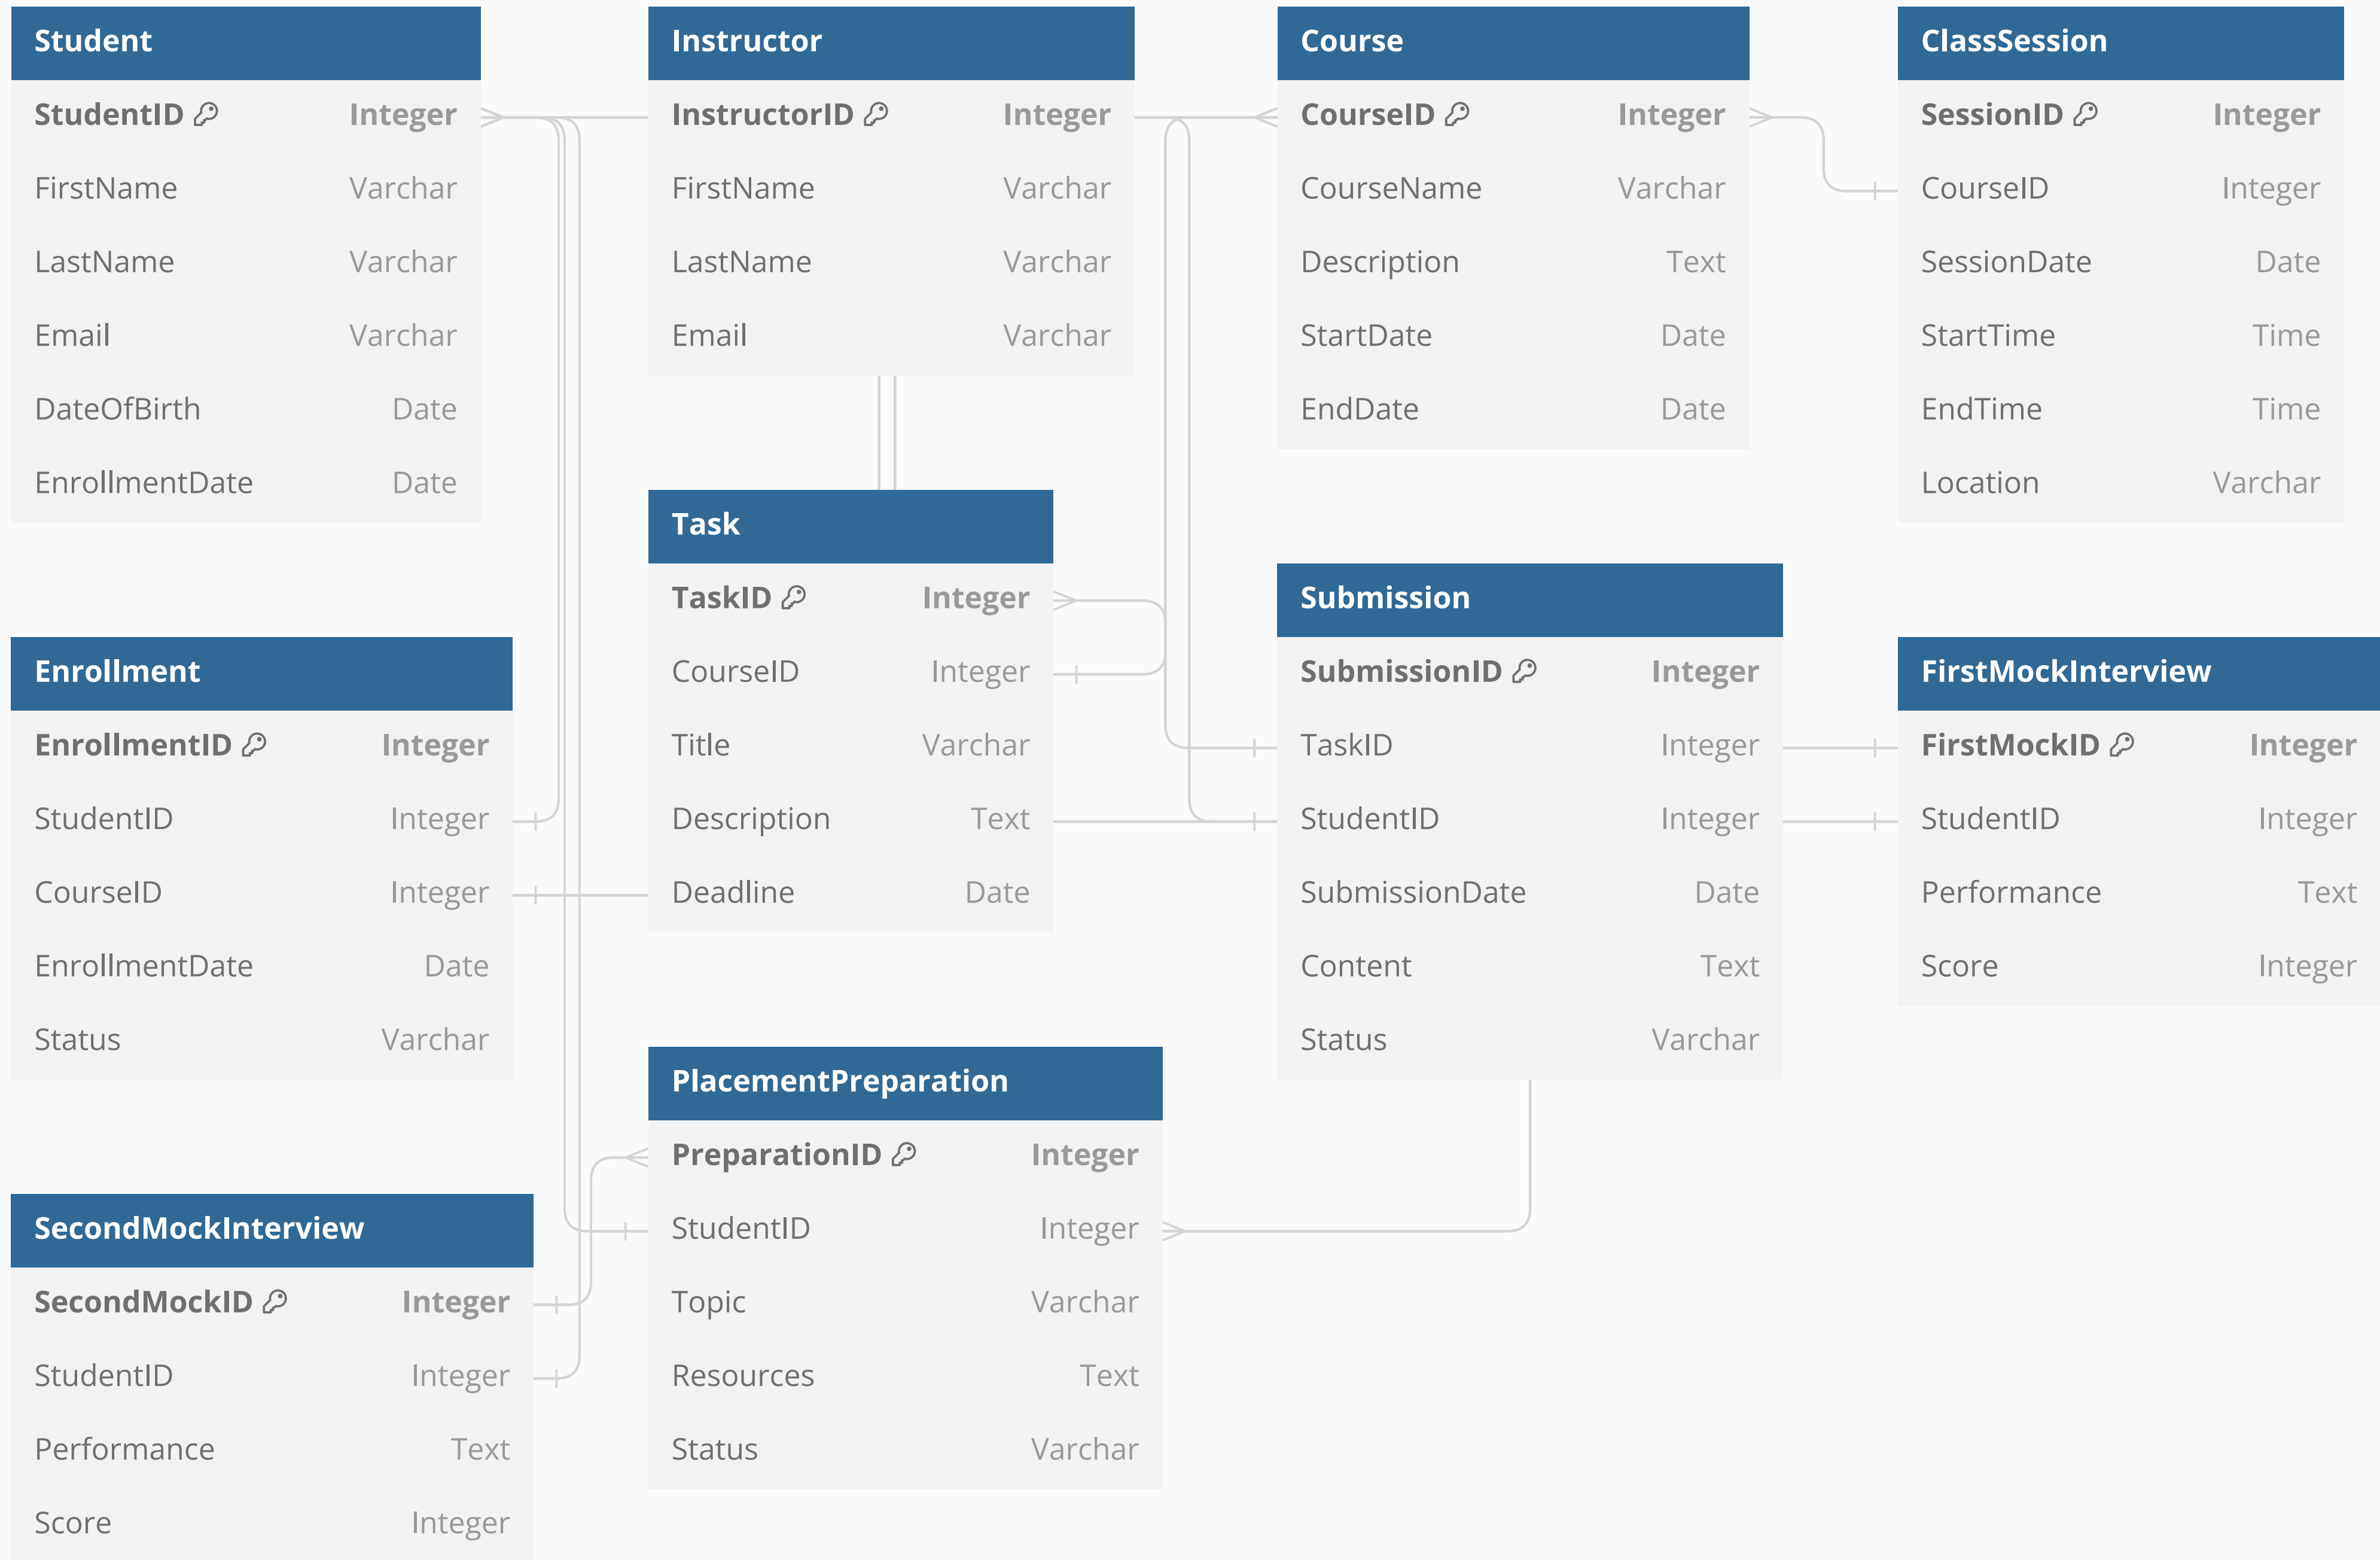 Student
StudentID Integer
FirstName Varchar
LastName Varchar
Email Varchar
DateOfBirth Date
EnrollmentDate Date
Instructor
InstructorID Integer
FirstName Varchar
LastName Varchar
Email Varchar
Course
CourseID Integer
CourseName Varchar
Description Text
StartDate Date
EndDate Date
ClassSession
SessionID Integer
CourseID Integer
SessionDate Date
StartTime Time
EndTime Time
Location Varchar
Task
TaskID Integer
CourseID Integer
Title Varchar
Description Text
Deadline Date
Submission
SubmissionID Integer
TaskID Integer
StudentID Integer
SubmissionDate Date
Content Text
Status Varchar
Enrollment
EnrollmentID Integer
StudentID Integer
CourseID Integer
EnrollmentDate Date
Status Varchar
FirstMockInterview
FirstMockID Integer
StudentID Integer
Performance Text
Score Integer
PlacementPreparation
PreparationID Integer
StudentID Integer
Topic Varchar
Resources Text
Status Varchar
SecondMockInterview
SecondMockID Integer
StudentID Integer
Performance Text
Score Integer